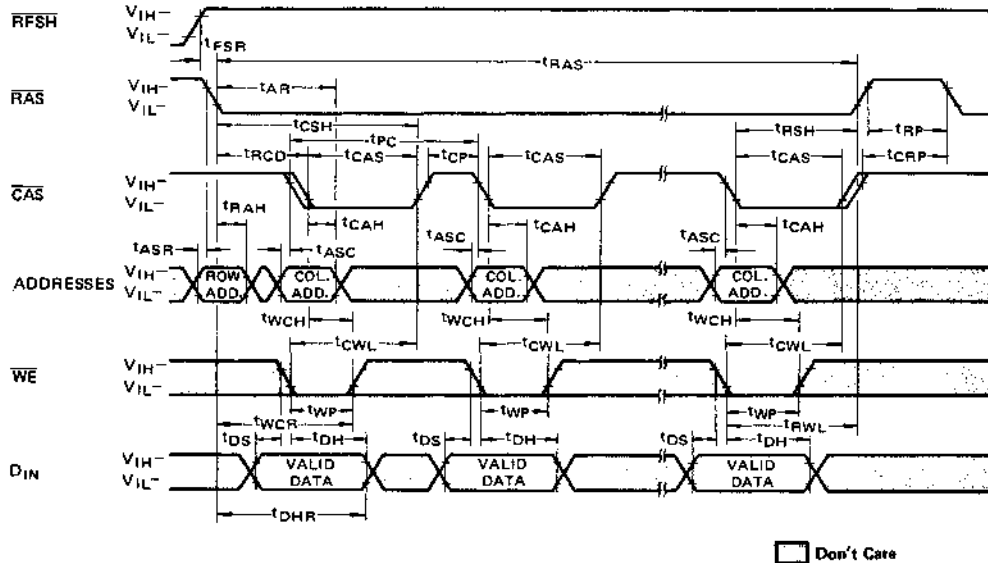 RFSH VIH VIL
tFSR
tRAS
RAS VIH VIL
tAR
tCSH
tPC
tRSH
tRP
tRCD tCAS tCP tCAS tCAS tCRP
CAS VIH VIL
tRAH
tCAH tCAH tCAH
tASR tASC tASC tASC
ADDRESSES VIH VIL
ROW ADD. COL. ADD. COL. ADD. COL. ADD.
tWCH tWCH tWCH
tCWL tCWL tCWL
WE VIH VIL
tWP tWP tWP
tWCR tRWL
tDS tDH tDS tDH tDS tDH
DIN VIH VIL
VALID DATA VALID DATA VALID DATA
tDHR
Don't Care